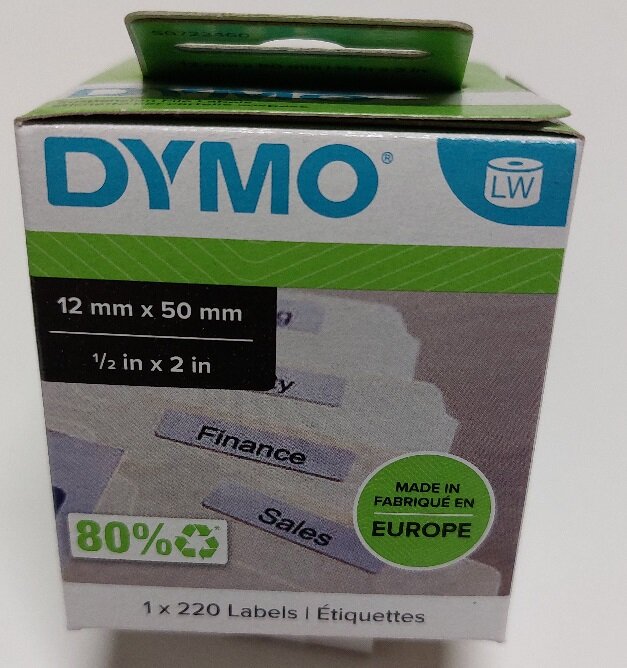 DYMO®
LW
12 mm x 50 mm
1/2 in x 2 in
Finance
Sales
MADE IN
FABRIQUÉ EN
EUROPE
80%
1 x 220 Labels | Étiquettes